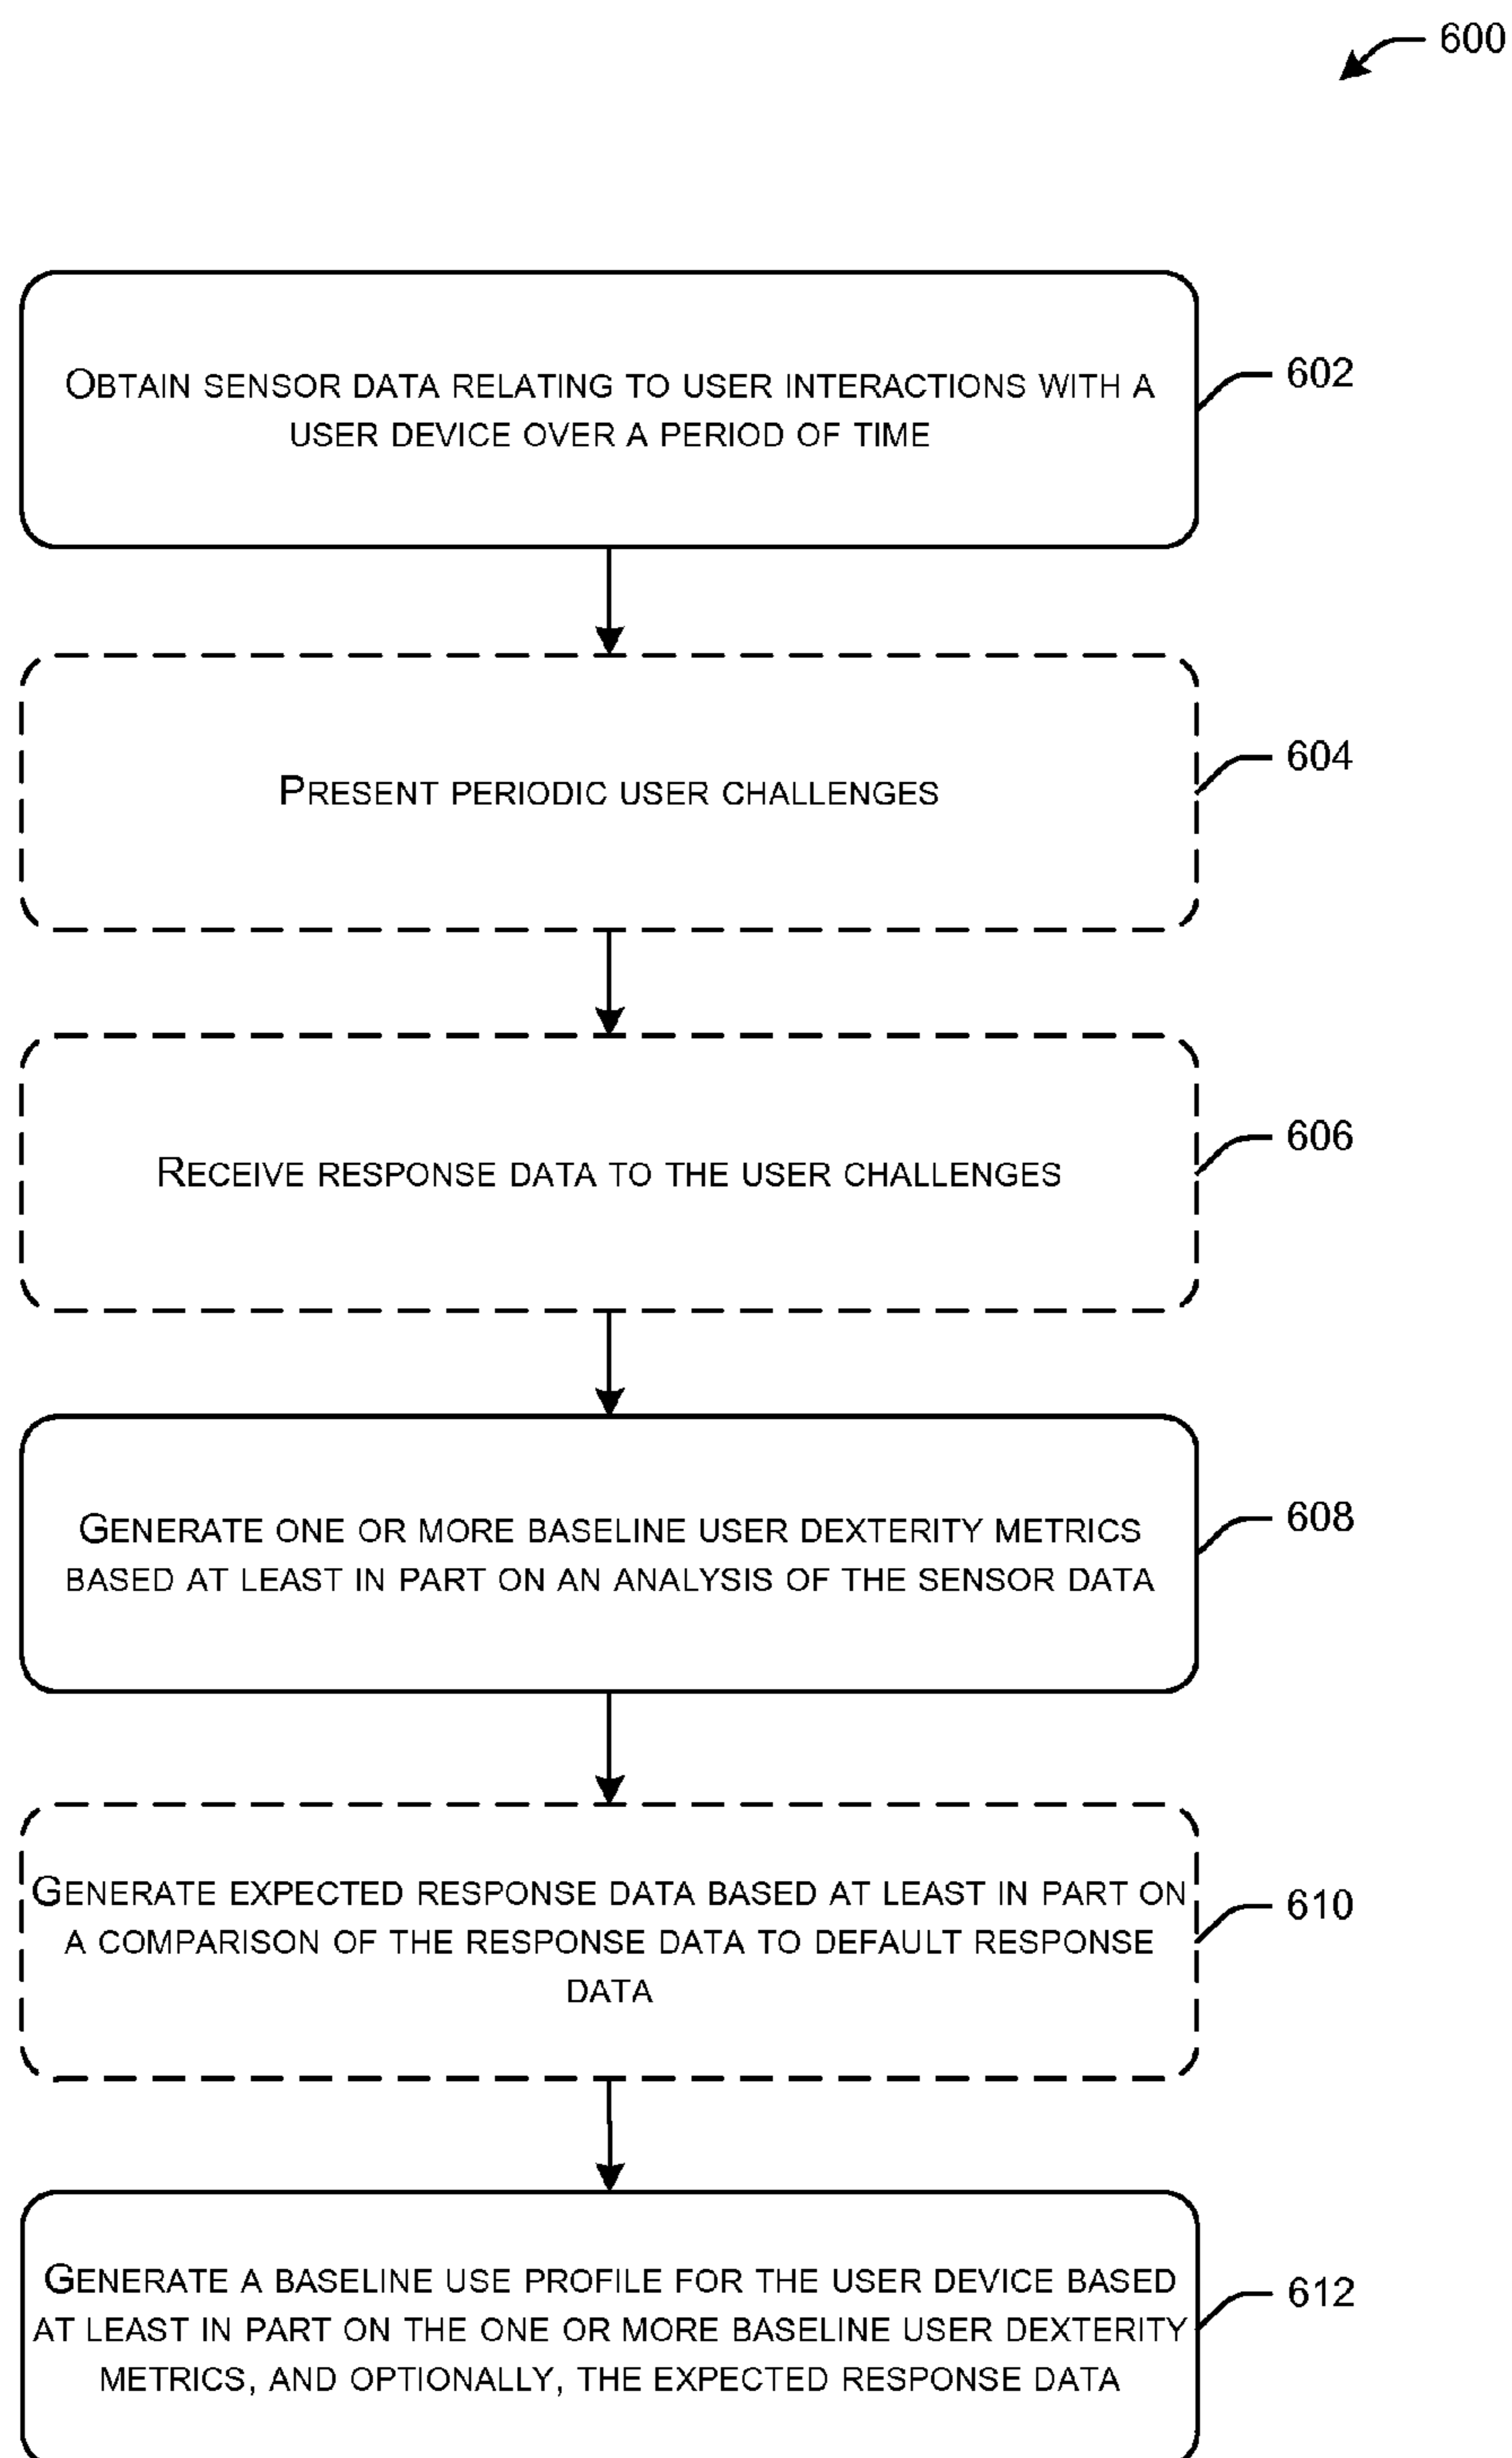 600
OBTAIN SENSOR DATA RELATING TO USER INTERACTIONS WITH A
USER DEVICE OVER A PERIOD OF TIME
602
PRESENT PERIODIC USER CHALLENGES
604
RECEIVE RESPONSE DATA TO THE USER CHALLENGES
606
GENERATE ONE OR MORE BASELINE USER DEXTERITY METRICS
BASED AT LEAST IN PART ON AN ANALYSIS OF THE SENSOR DATA
608
GENERATE EXPECTED RESPONSE DATA BASED AT LEAST IN PART ON
A COMPARISON OF THE RESPONSE DATA TO DEFAULT RESPONSE
DATA
610
GENERATE A BASELINE USE PROFILE FOR THE USER DEVICE BASED
AT LEAST IN PART ON THE ONE OR MORE BASELINE USER DEXTERITY
METRICS, AND OPTIONALLY, THE EXPECTED RESPONSE DATA
612